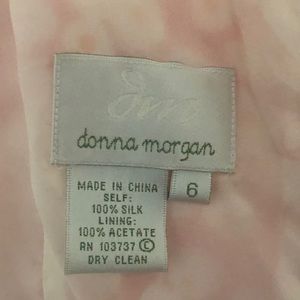 donna morgan
MADE IN CHINA
SELF:
100% SILK
LINING:
100% ACETATE
RN 103737 Ⓒ
DRY CLEAN
6